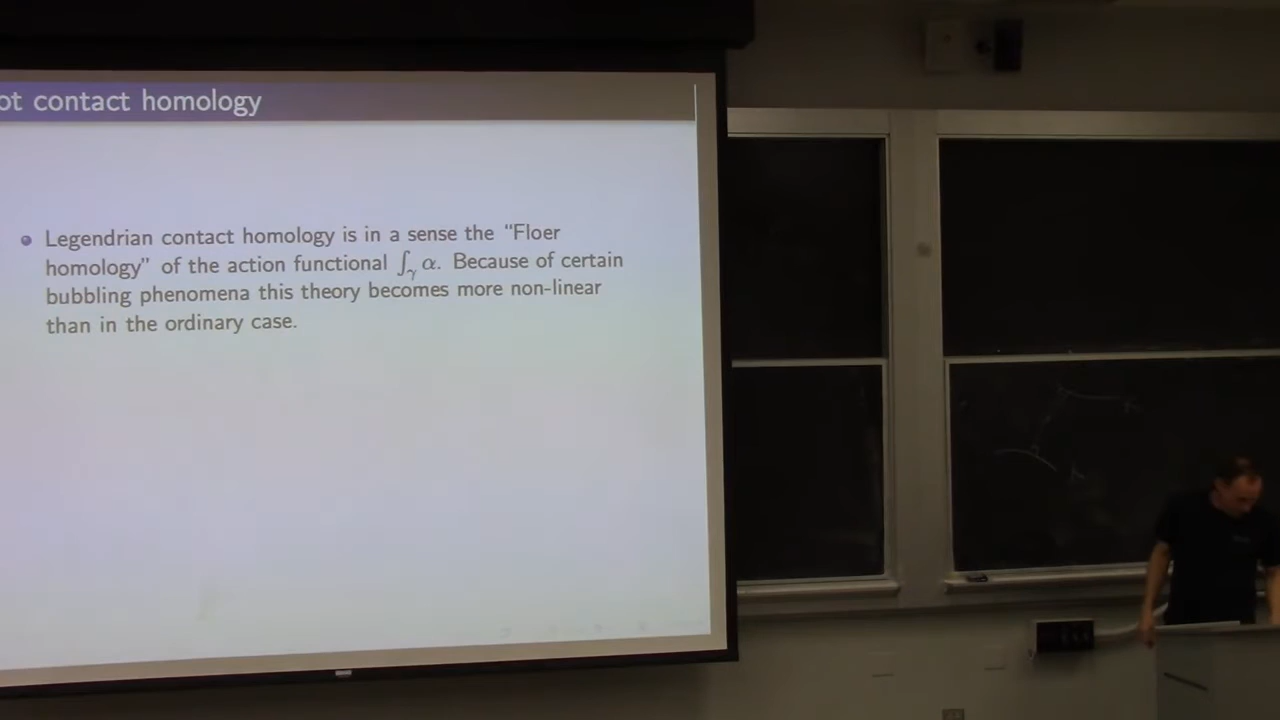 ot contact homology
Legendrian contact homology is in a sense the “Floer
homology” of the action functional ∫γ α. Because of certain
bubbling phenomena this theory becomes more non-linear
than in the ordinary case.